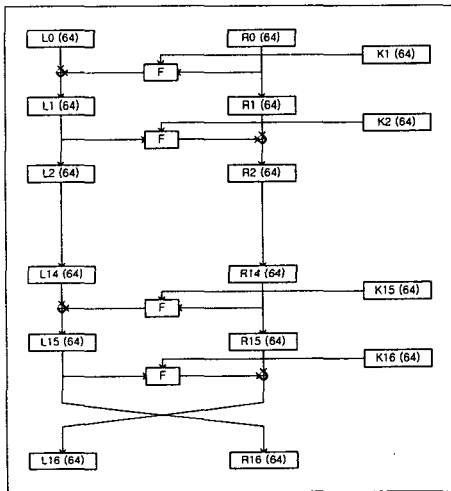 L0 (64)
R0 (64)
K1 (64)
F
L1 (64)
R1 (64)
K2 (64)
F
L2 (64)
R2 (64)
L14 (64)
R14 (64)
K15 (64)
F
L15 (64)
R15 (64)
K16 (64)
F
L16 (64)
R16 (64)